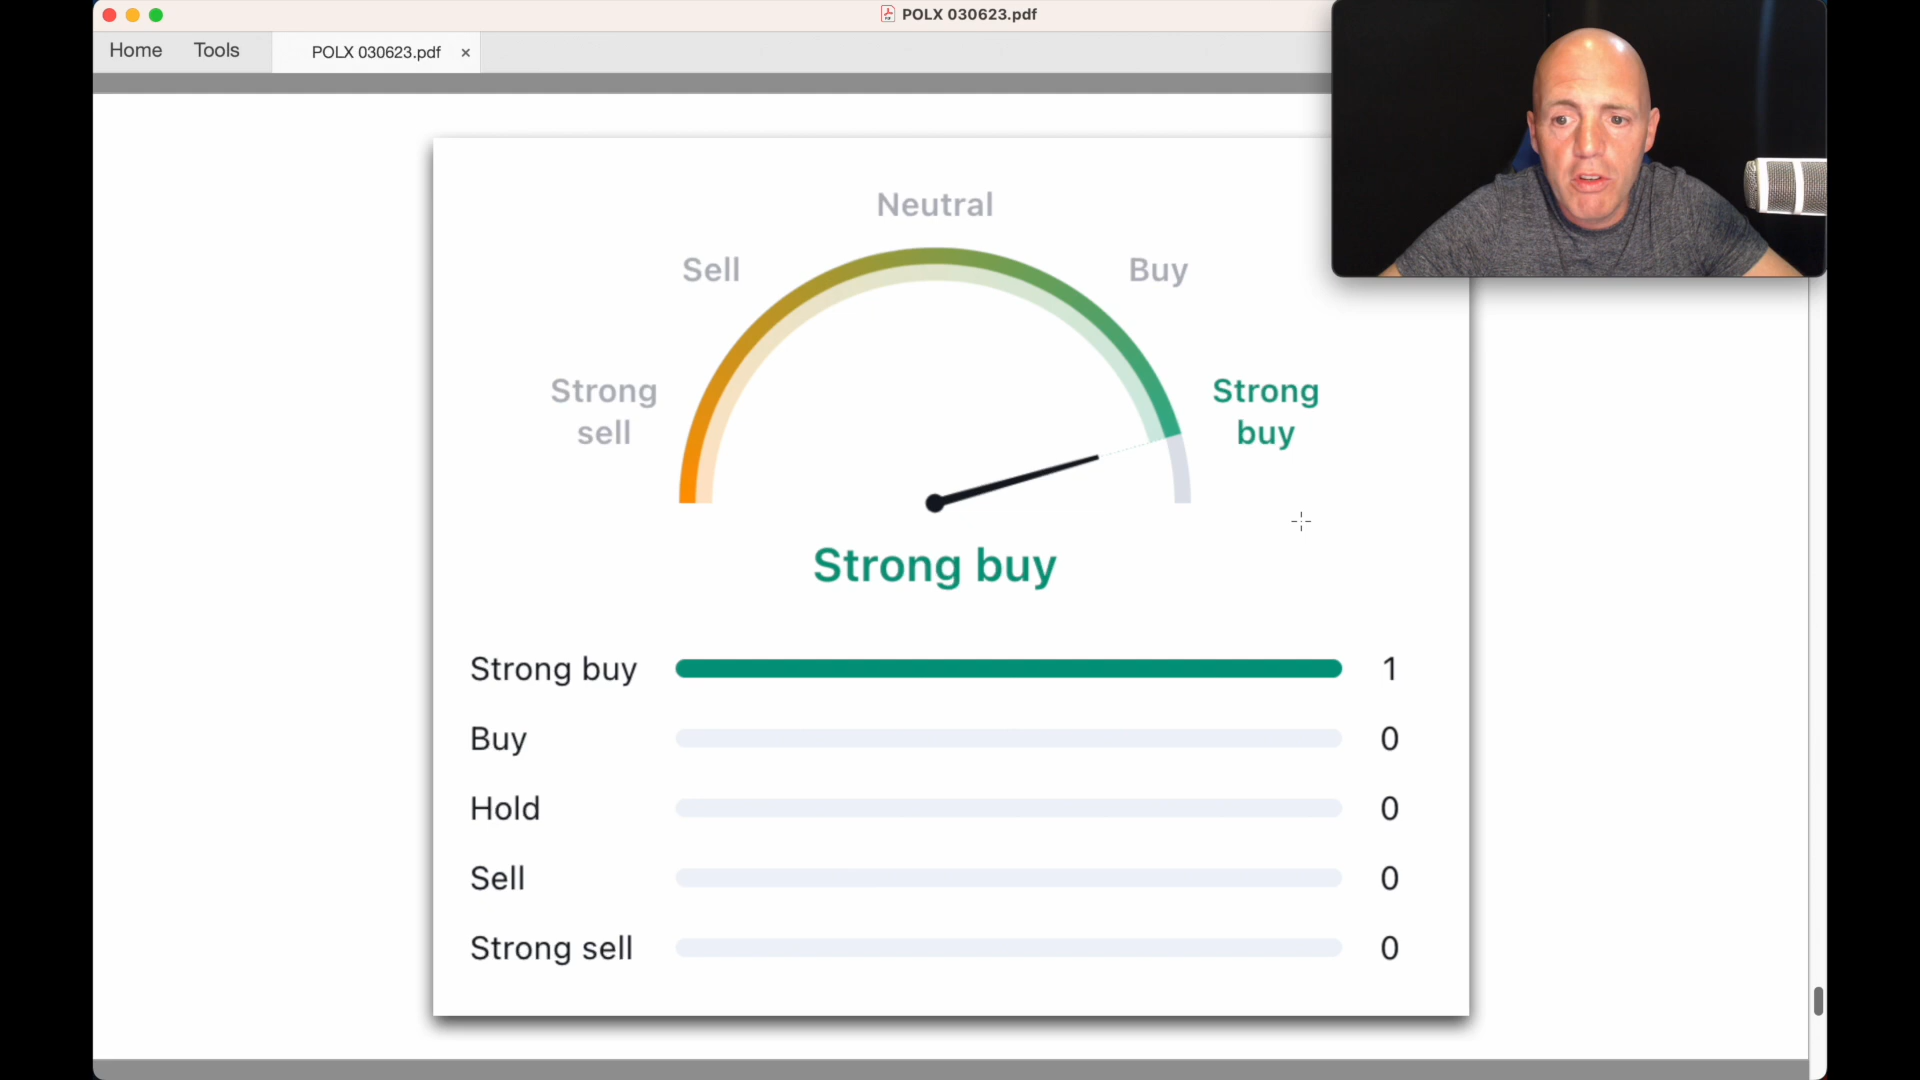 POLX 030623.pdf
Home Tools POLX 030623.pdf ×
Neutral
Sell Buy
Strong sell
Strong buy
Strong buy
Strong buy 1
Buy 0
Hold 0
Sell 0
Strong sell 0